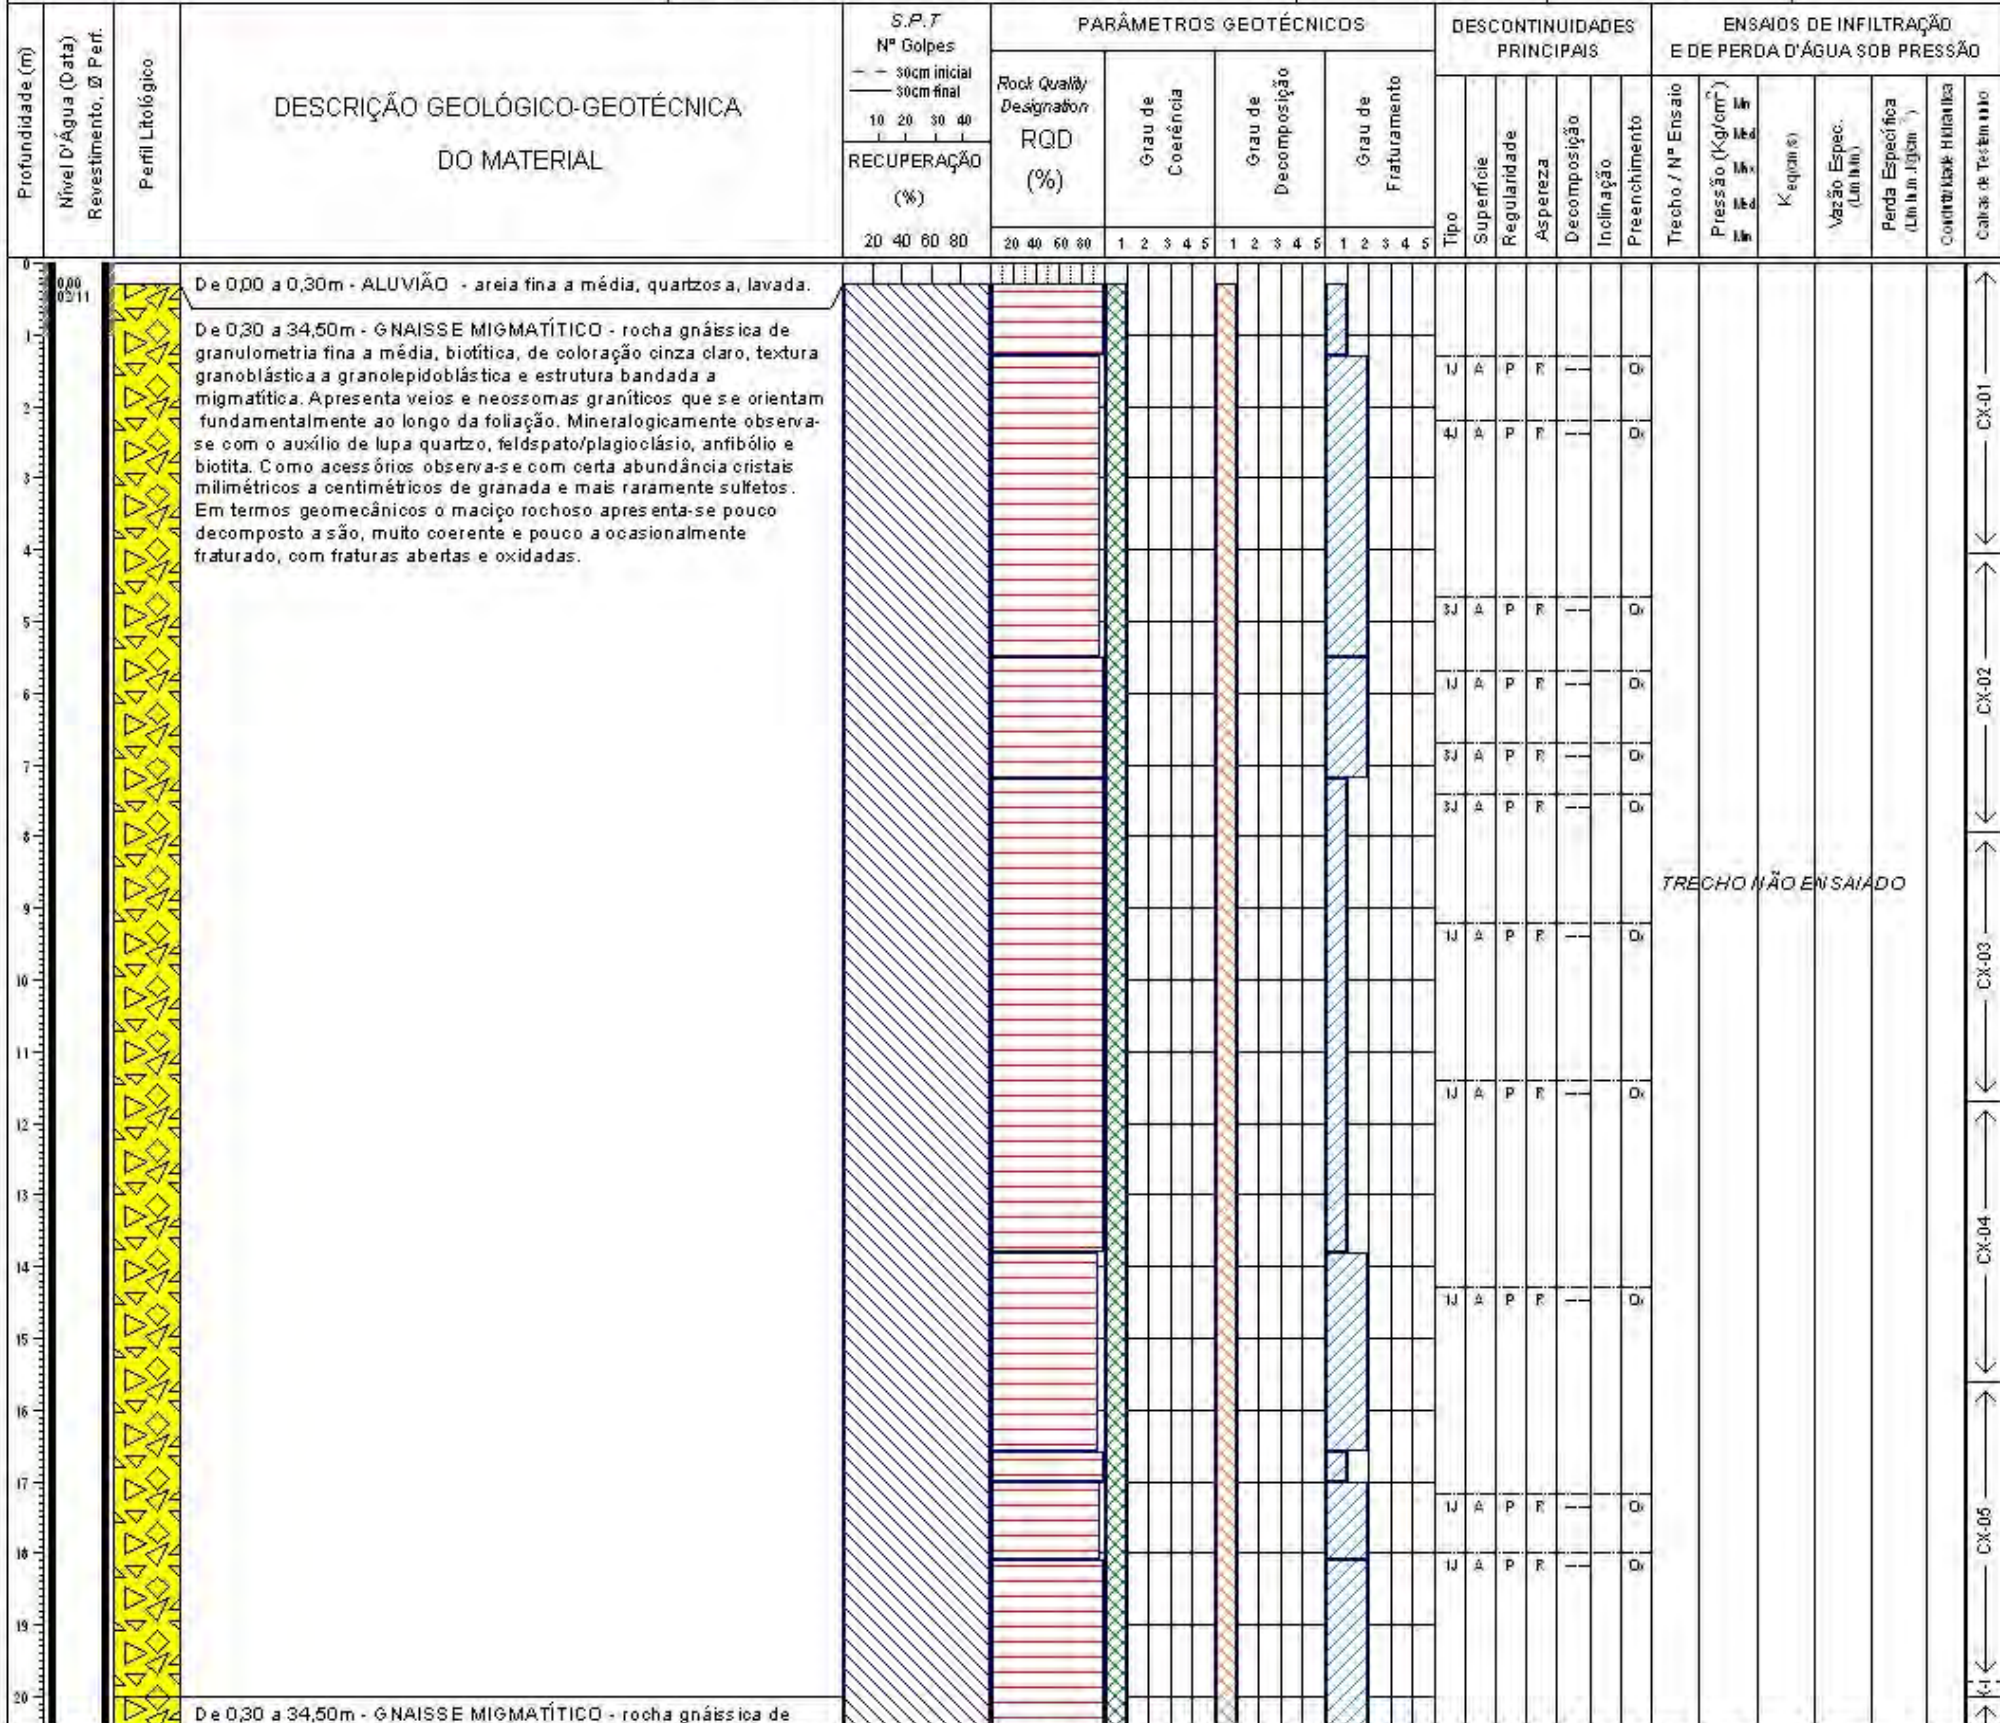 Profundidade (m)
Nível D'Água (Data)
Revestimento, Ø Perf.
Perfil Litológico
DESCRIÇÃO GEOLÓGICO-GEOTÉCNICA
DO MATERIAL
S.P.T
Nº Golpes
30cm inicial
30cm final
10 20 30 40
RECUPERAÇÃO
(%)
20 40 60 80
PARÂMETROS GEOTÉCNICOS
Rock Quality
Designation
RQD
(%)
20 40 60 80
Grau de
Coerência
1 2 3 4 5
Grau de
Decomposição
1 2 3 4 5
Grau de
Fraturamento
1 2 3 4 5
DESCONTINUIDADES
PRINCIPAIS
Tipo
Superfície
Regularidade
Aspereza
Decomposição
Inclinação
Preenchimento
ENSAIOS DE INFILTRAÇÃO
E DE PERDA D'ÁGUA SOB PRESSÃO
Trecho / Nº Ensaio
Pressão (Kg/cm²)
Vazão Espec.
Perda Específica
Condutividade Hidráulica
Caixas de Testemunho
0,00
02/11
De 0,00 a 0,30m - ALUVIÃO - areia fina a média, quartzosa, lavada.
De 0,30 a 34,50m - GNAISSE MIGMATÍTICO - rocha gnáissica de
granulometria fina a média, biotítica, de coloração cinza claro, textura
granoblástica a granolepidoblástica e estrutura bandada a
migmatítica. Apresenta veios e neossomas graníticos que se orientam
fundamentalmente ao longo da foliação. Mineralogicamente observa-
se com o auxílio de lupa quartzo, feldspato/plagioclásio, anfibólio e
biotita. Como acessórios observa-se com certa abundância cristais
milimétricos a centimétricos de granada e mais raramente sulfetos.
Em termos geomecânicos o maciço rochoso apresenta-se pouco
decomposto a são, muito coerente e pouco a ocasionalmente
fraturado, com fraturas abertas e oxidadas.
0
1
2
3
4
5
6
7
8
9
10
11
12
13
14
15
16
17
18
19
20
1J A P R --- Ox
4J A P R --- Ox
3J A P R --- Ox
1J A P R --- Ox
3J A P R --- Ox
3J A P R --- Ox
1J A P R --- Ox
1J A P R --- Ox
1J A P R --- Ox
1J A P R --- Ox
1J A P R --- Ox
TRECHO NÃO ENSAIADO
CX-01
CX-02
CX-03
CX-04
CX-05
De 0,30 a 34,50m - GNAISSE MIGMATÍTICO - rocha gnáissica de